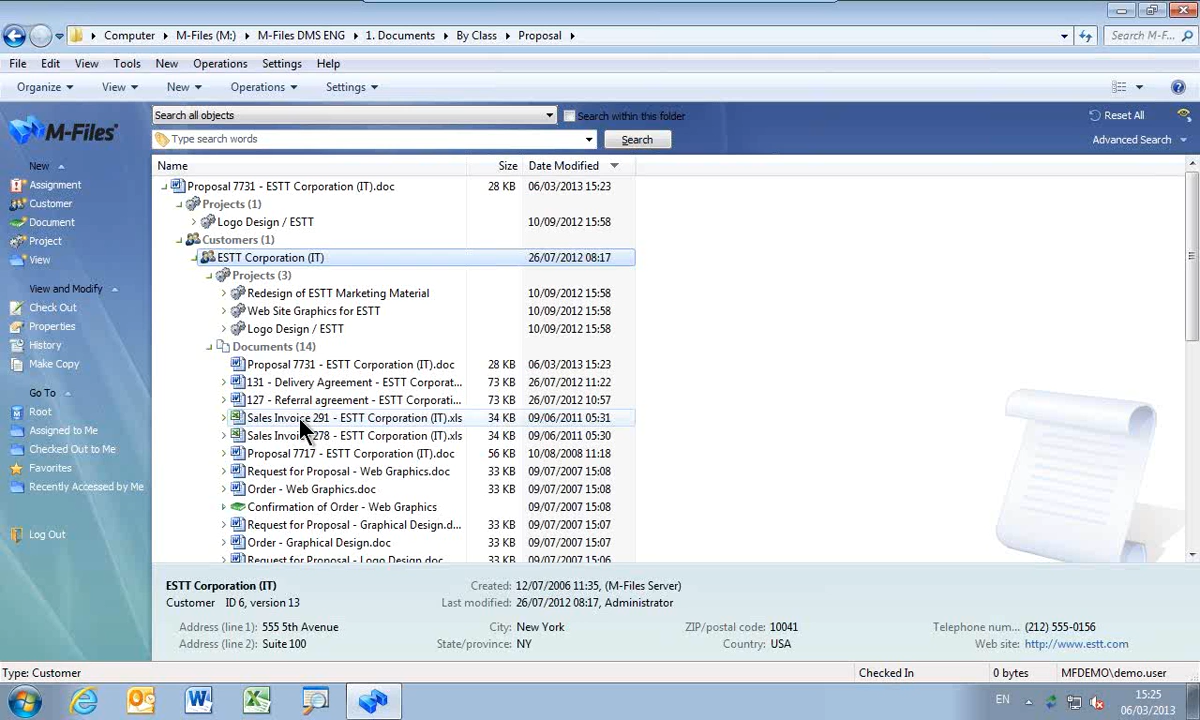 Computer M-Files (M:) M-Files DMS ENG 1. Documents By Class Proposal Search M-F...
File Edit View Tools New Operations Settings Help
Organize View New Operations Settings
Search all objects Search within this folder Reset All
M-Files Type search words Search Advanced Search
New Name Size Date Modified
Assignment Proposal 7731 - ESTT Corporation (IT).doc 28 KB 06/03/2013 15:23
Customer Projects (1)
Document Logo Design / ESTT 10/09/2012 15:58
Project Customers (1)
View ESTT Corporation (IT) 26/07/2012 08:17
Projects (3)
View and Modify Redesign of ESTT Marketing Material 10/09/2012 15:58
Check Out Web Site Graphics for ESTT 10/09/2012 15:58
Properties Logo Design / ESTT 10/09/2012 15:58
History Documents (14)
Make Copy Proposal 7731 - ESTT Corporation (IT).doc 28 KB 06/03/2013 15:23
131 - Delivery Agreement - ESTT Corporat... 73 KB 26/07/2012 11:22
Go To 127 - Referral agreement - ESTT Corporati... 73 KB 26/07/2012 10:57
Root Sales Invoice 291 - ESTT Corporation (IT).xls 34 KB 09/06/2011 05:31
Assigned to Me Sales Invoice 278 - ESTT Corporation (IT).xls 34 KB 09/06/2011 05:30
Checked Out to Me Proposal 7717 - ESTT Corporation (IT).doc 56 KB 10/08/2008 11:18
Favorites Request for Proposal - Web Graphics.doc 33 KB 09/07/2007 15:08
Recently Accessed by Me Order - Web Graphics.doc 33 KB 09/07/2007 15:08
Confirmation of Order - Web Graphics 09/07/2007 15:08
Request for Proposal - Graphical Design.d... 33 KB 09/07/2007 15:07
Log Out Order - Graphical Design.doc 33 KB 09/07/2007 15:07
Request for Proposal - Logo Design.doc 33 KB 09/07/2007 15:06
ESTT Corporation (IT) Created: 12/07/2006 11:35, (M-Files Server)
Customer ID 6, version 13 Last modified: 26/07/2012 08:17, Administrator
Address (line 1): 555 5th Avenue City: New York ZIP/postal code: 10041 Telephone num... (212) 555-0156
Address (line 2): Suite 100 State/province: NY Country: USA Web site: http://www.estt.com
Type: Customer Checked In 0 bytes MFDEMO\demo.user
EN 15:25
06/03/2013